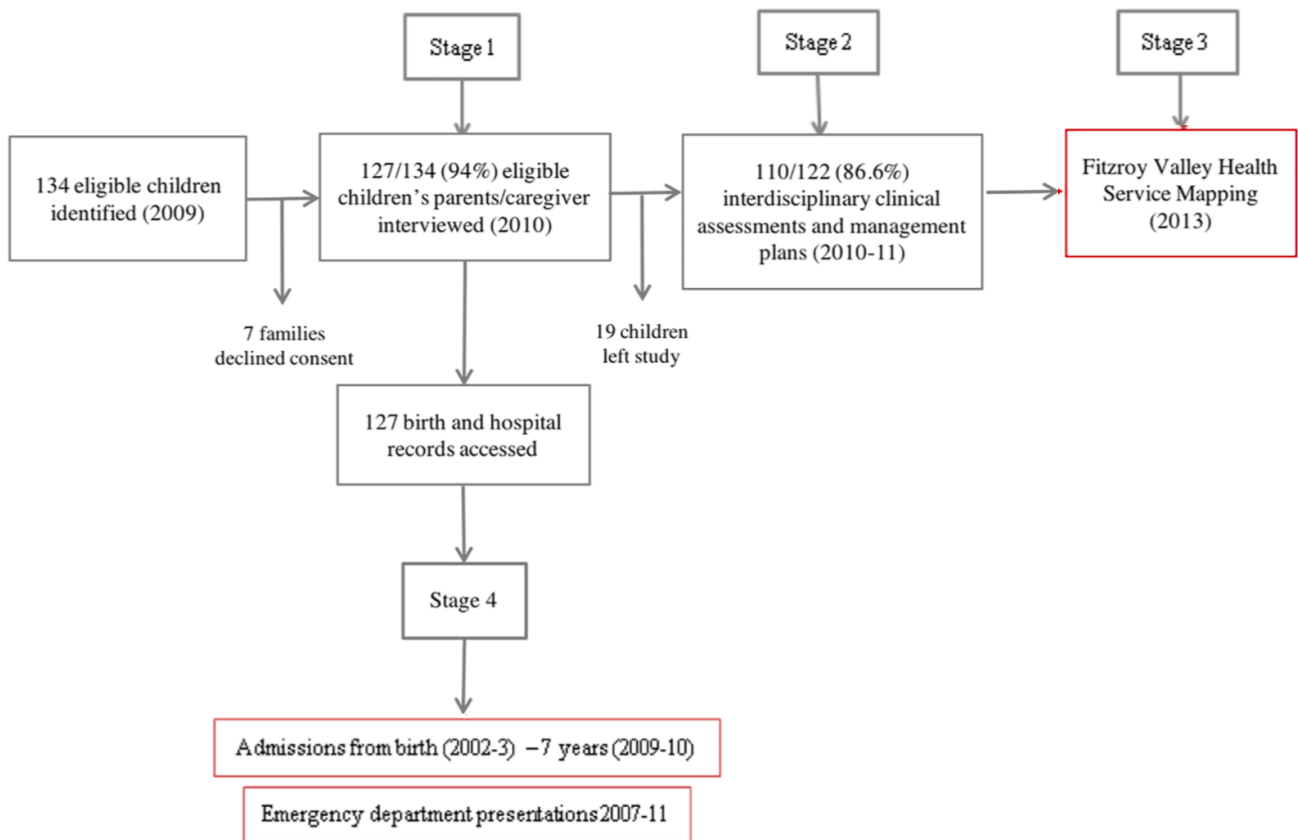 Stage 1
Stage 2
Stage 3
134 eligible children
identified (2009)
127/134 (94%) eligible
children's parents/caregiver
interviewed (2010)
110/122 (86.6%)
interdisciplinary clinical
assessments and management
plans (2010-11)
Fitzroy Valley Health
Service Mapping
(2013)
7 families
declined consent
19 children
left study
127 birth and hospital
records accessed
Stage 4
Admissions from birth (2002-3) –7 years (2009-10)
Emergency department presentations 2007-11